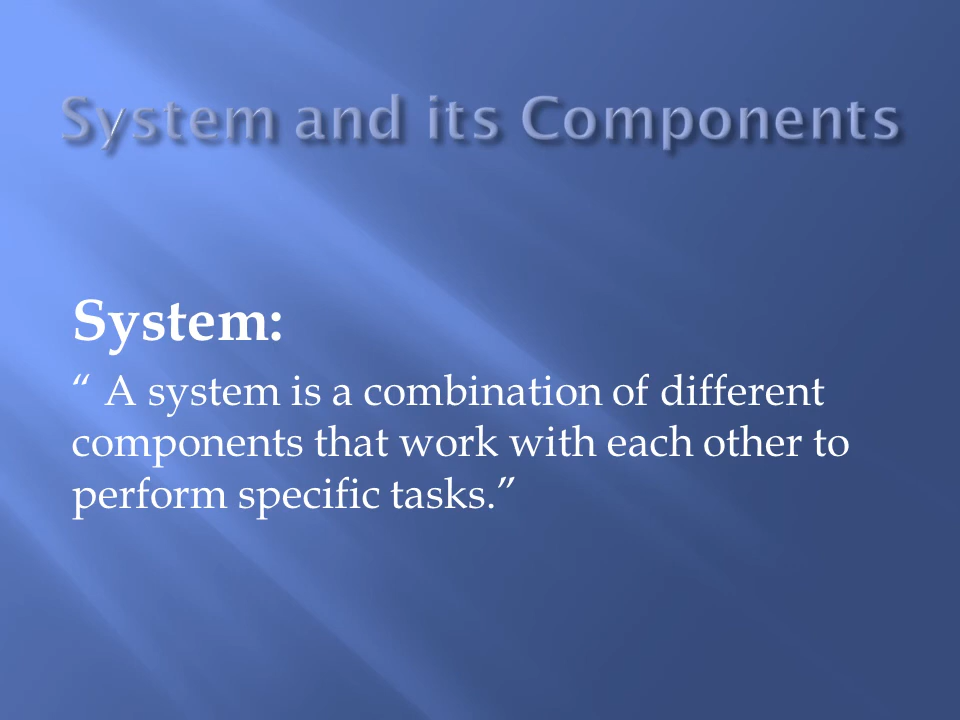 System and its Components
System:
“ A system is a combination of different
components that work with each other to
perform specific tasks.”